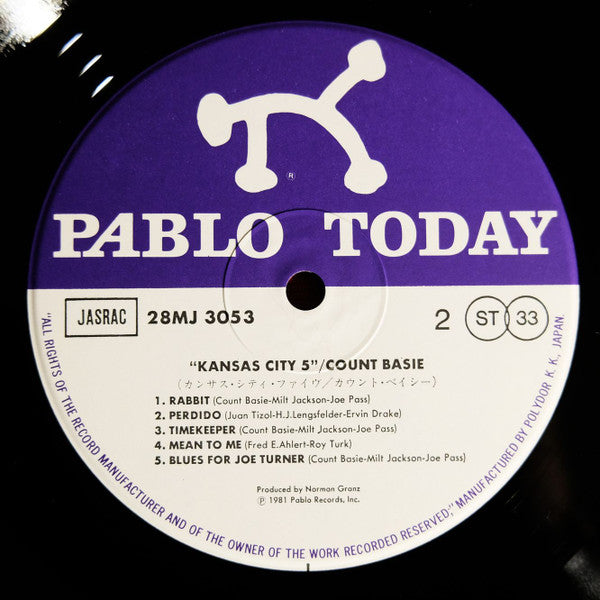 ®
PABLO TODAY
JASRAC 28MJ 3053 2 ST 33
"KANSAS CITY 5"/COUNT BASIE
(カンサス・シティ・ファイヴ／カウント・ベイシー)
1. RABBIT (Count Basie-Milt Jackson-Joe Pass)
2. PERDIDO (Juan Tizol-H.J.Lengsfelder-Ervin Drake)
3. TIMEKEEPER (Count Basie-Milt Jackson-Joe Pass)
4. MEAN TO ME (Fred E.Ahlert-Roy Turk)
5. BLUES FOR JOE TURNER (Count Basie-Milt Jackson-Joe Pass)
Produced by Norman Granz
Ⓟ 1981 Pablo Records, Inc.
"ALL RIGHTS OF THE RECORD MANUFACTURER AND OF THE OWNER OF THE WORK RECORDED RESERVED;" MANUFACTURED BY POLYDOR K. K., JAPAN.